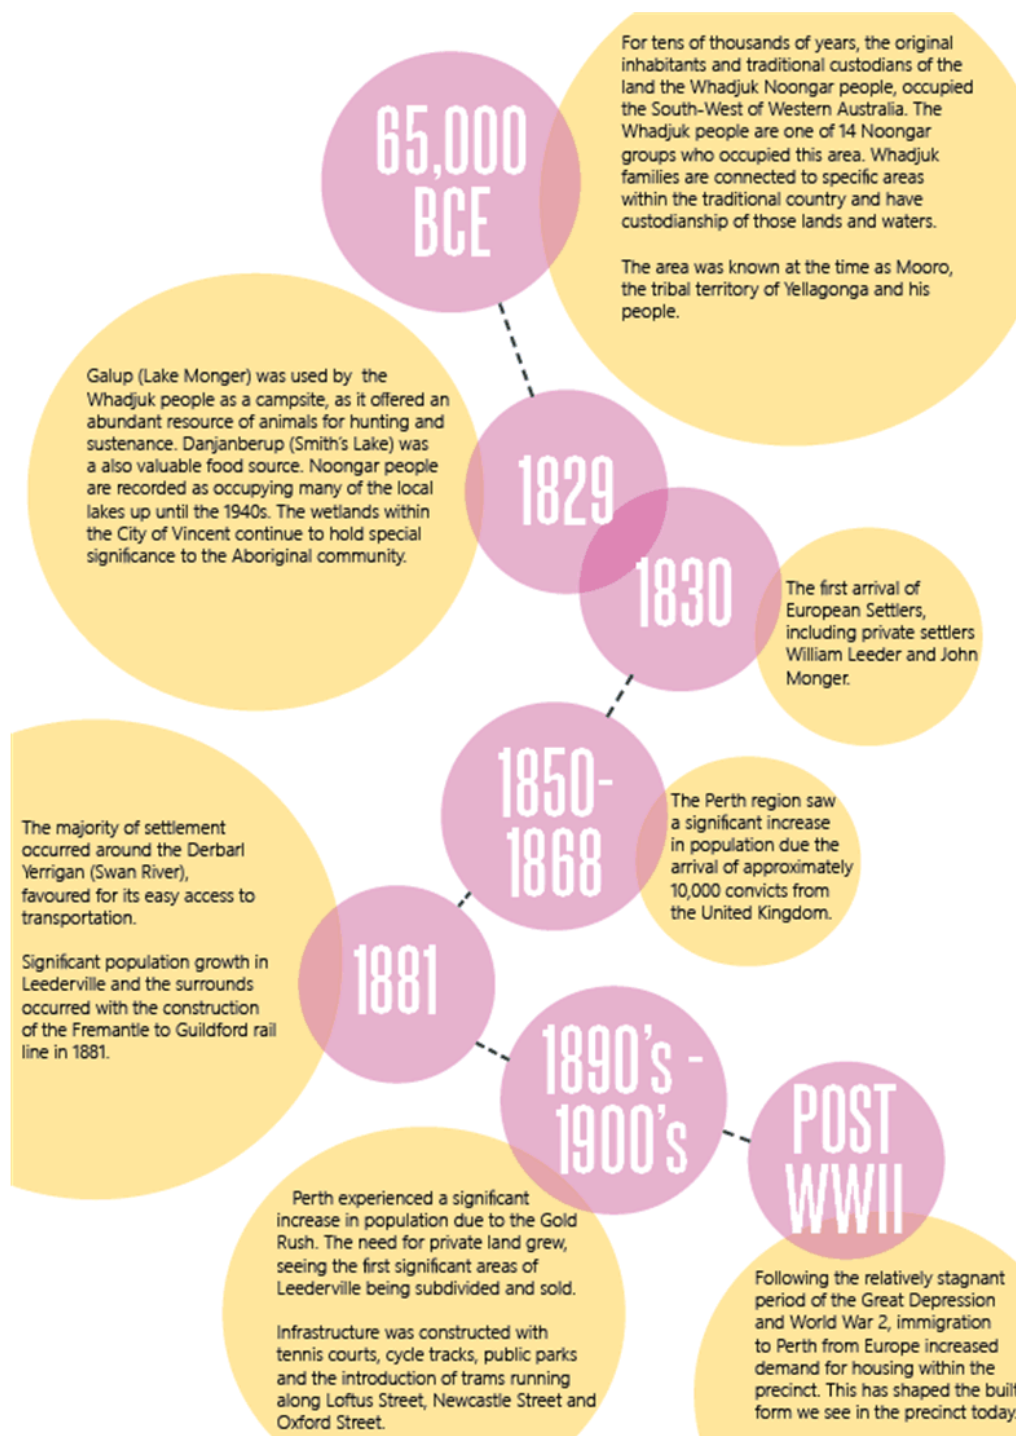 65,000
BCE
For tens of thousands of years, the original
inhabitants and traditional custodians of the
land the Whadjuk Noongar people, occupied
the South-West of Western Australia. The
Whadjuk people are one of 14 Noongar
groups who occupied this area. Whadjuk
families are connected to specific areas
within the traditional country and have
custodianship of those lands and waters.
The area was known at the time as Mooro,
the tribal territory of Yellagonga and his
people.
1829
Galup (Lake Monger) was used by the
Whadjuk people as a campsite, as it offered an
abundant resource of animals for hunting and
sustenance. Danjanberup (Smith's Lake) was
a also valuable food source. Noongar people
are recorded as occupying many of the local
lakes up until the 1940s. The wetlands within
the City of Vincent continue to hold special
significance to the Aboriginal community.
1830
The first arrival of
European Settlers,
including private settlers
William Leeder and John
Monger.
1850-
1868
The Perth region saw
a significant increase
in population due the
arrival of approximately
10,000 convicts from
the United Kingdom.
1881
The majority of settlement
occurred around the Derbarl
Yerrigan (Swan River),
favoured for its easy access to
transportation.
Significant population growth in
Leederville and the surrounds
occurred with the construction
of the Fremantle to Guildford rail
line in 1881.
1890's -
1900's
Perth experienced a significant
increase in population due to the Gold
Rush. The need for private land grew,
seeing the first significant areas of
Leederville being subdivided and sold.
Infrastructure was constructed with
tennis courts, cycle tracks, public parks
and the introduction of trams running
along Loftus Street, Newcastle Street and
Oxford Street.
POST
WWII
Following the relatively stagnant
period of the Great Depression
and World War 2, immigration
to Perth from Europe increased
demand for housing within the
precinct. This has shaped the built
form we see in the precinct today.